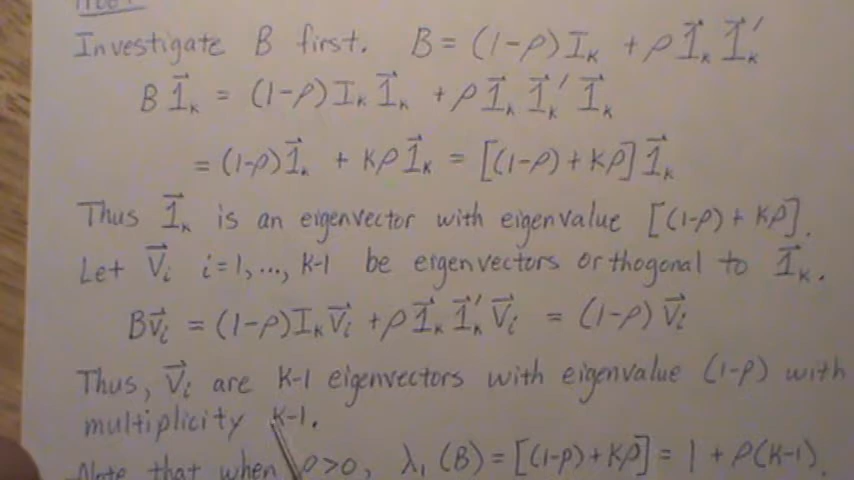 Proof
Investigate B first. B = (1-ρ) I_K + ρ 1⃗_K 1⃗_K'
B 1⃗_K = (1-ρ) I_K 1⃗_K + ρ 1⃗_K 1⃗_K' 1⃗_K
= (1-ρ) 1⃗_K + Kρ 1⃗_K = [(1-ρ) + Kρ] 1⃗_K
Thus 1⃗_K is an eigenvector with eigenvalue [(1-ρ) + Kρ].
Let V⃗_i i=1,..., K-1 be eigenvectors orthogonal to 1⃗_K.
B v⃗_i = (1-ρ) I_K v⃗_i + ρ 1⃗_K 1⃗_K' v⃗_i = (1-ρ) v⃗_i
Thus, v⃗_i are K-1 eigenvectors with eigenvalue (1-ρ) with
multiplicity K-1.
Note that when ρ>0, λ_1 (B) = [(1-ρ) + Kρ] = 1 + ρ(K-1).